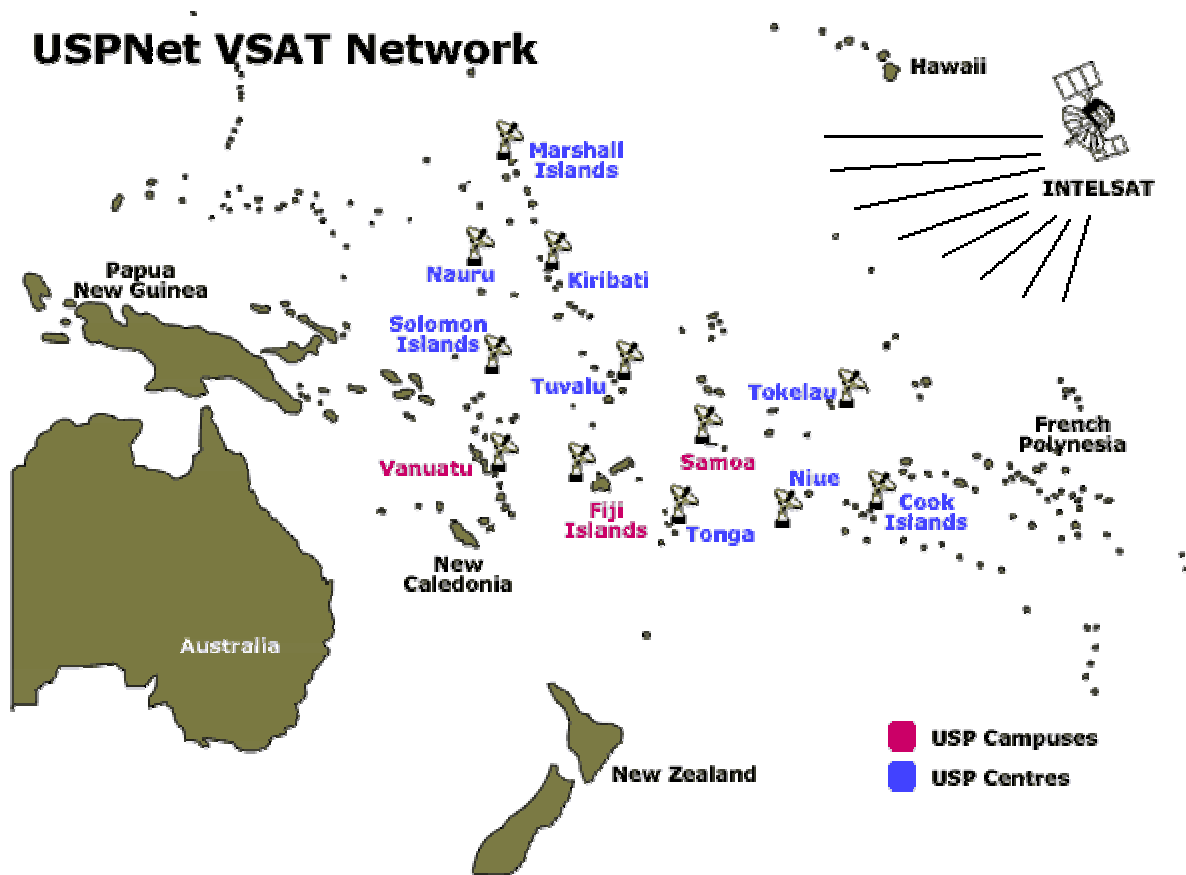 USPNet VSAT Network
Hawaii
Marshall
Islands
INTELSAT
Papua
New Guinea
Nauru
Kiribati
Solomon
Islands
Tuvalu
Tokelau
French
Polynesia
Vanuatu
Samoa
Niue
Fiji
Islands
Tonga
Cook
Islands
New
Caledonia
Australia
New Zealand
USP Campuses
USP Centres